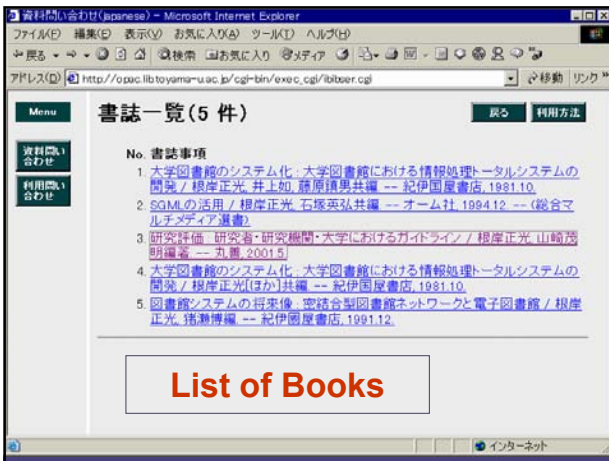 資料問い合わせ(japanese) - Microsoft Internet Explorer
ファイル(F) 編集(E) 表示(V) お気に入り(A) ツール(T) ヘルプ(H)
戻る 検索 お気に入り メディア
アドレス(D) http://opac.lib.toyama-u.ac.jp/cgi-bin/exec_cgi/ibibser.cgi 移動 リンク »
Menu
資料問い
合わせ
利用問い
合わせ
書誌一覧(5 件)
戻る 利用方法
No. 書誌事項
1. 大学図書館のシステム化 : 大学図書館における情報処理トータルシステムの
開発 / 根岸正光, 井上如, 藤原鎮男共編 -- 紀伊国屋書店, 1981.10.
2. SGMLの活用 / 根岸正光, 石塚英弘共編 -- オーム社, 1994.12 -- (総合マ
ルチメディア選書)
3. 研究評価 研究者・研究機関・大学におけるガイドライン / 根岸正光, 山崎茂
明編著 -- 丸善, 2001.5.
4. 大学図書館のシステム化 : 大学図書館における情報処理トータルシステムの
開発 / 根岸正光[ほか]共編. -- 紀伊国屋書店, 1981.10.
5. 図書館システムの将来像 : 密結合型図書館ネットワークと電子図書館 / 根岸
正光, 猪瀬博編. -- 紀伊國屋書店, 1991.12.
List of Books
インターネット